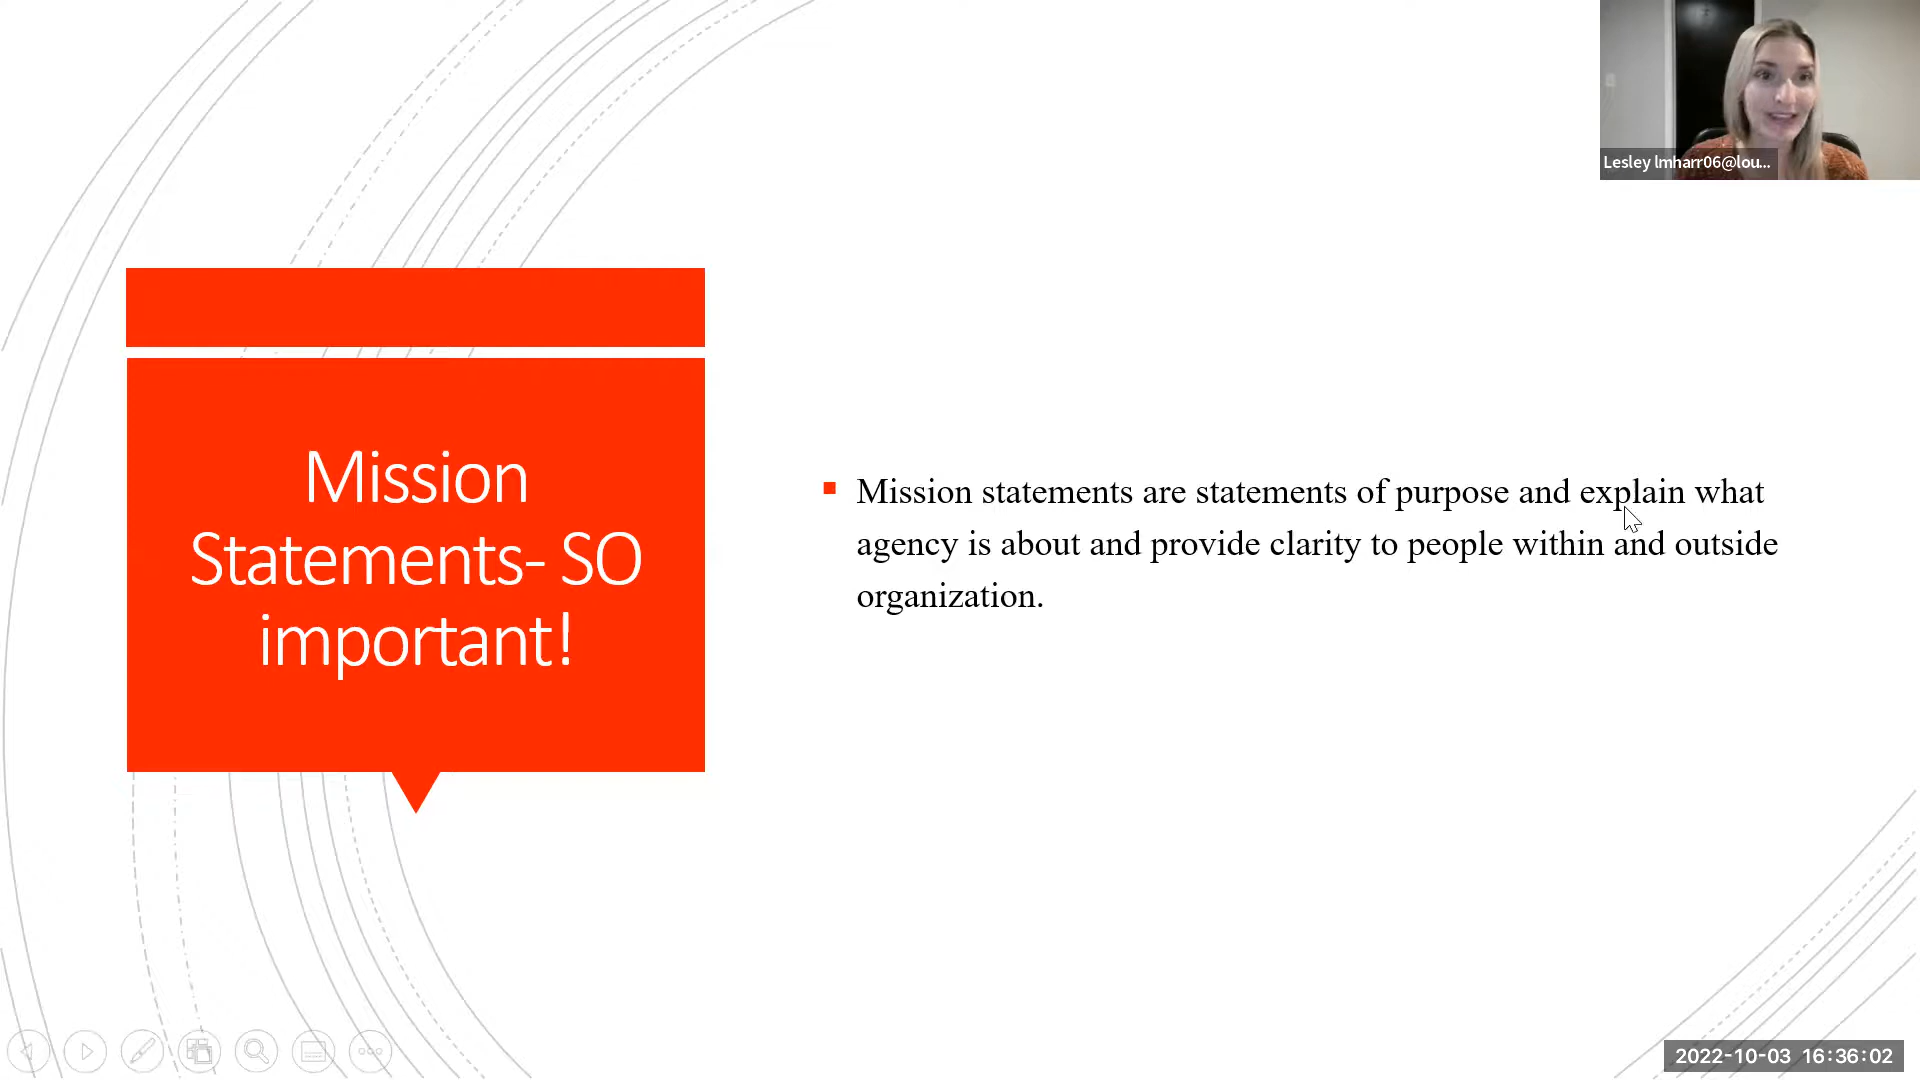 Lesley lmharr06@lou...
Mission
Statements- SO
important!
Mission statements are statements of purpose and explain what
agency is about and provide clarity to people within and outside
organization.
2022-10-03 16:36:02